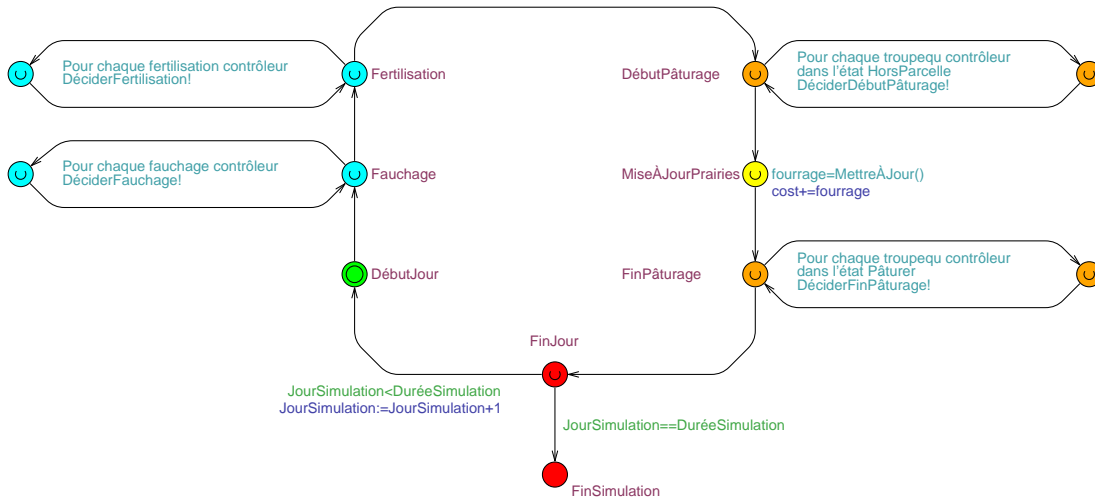 Pour chaque fertilisation contrôleur
DéciderFertilisation!
Fertilisation
DébutPâturage
Pour chaque troupequ contrôleur
dans l'état HorsParcelle
DéciderDébutPâturage!
Pour chaque fauchage contrôleur
DéciderFauchage!
Fauchage
MiseÀJourPrairies
fourrage=MettreÀJour()
cost+=fourrage
DébutJour
FinPâturage
Pour chaque troupequ contrôleur
dans l'état Pâturer
DéciderFinPâturage!
FinJour
JourSimulation<DuréeSimulation
JourSimulation:=JourSimulation+1
JourSimulation==DuréeSimulation
FinSimulation